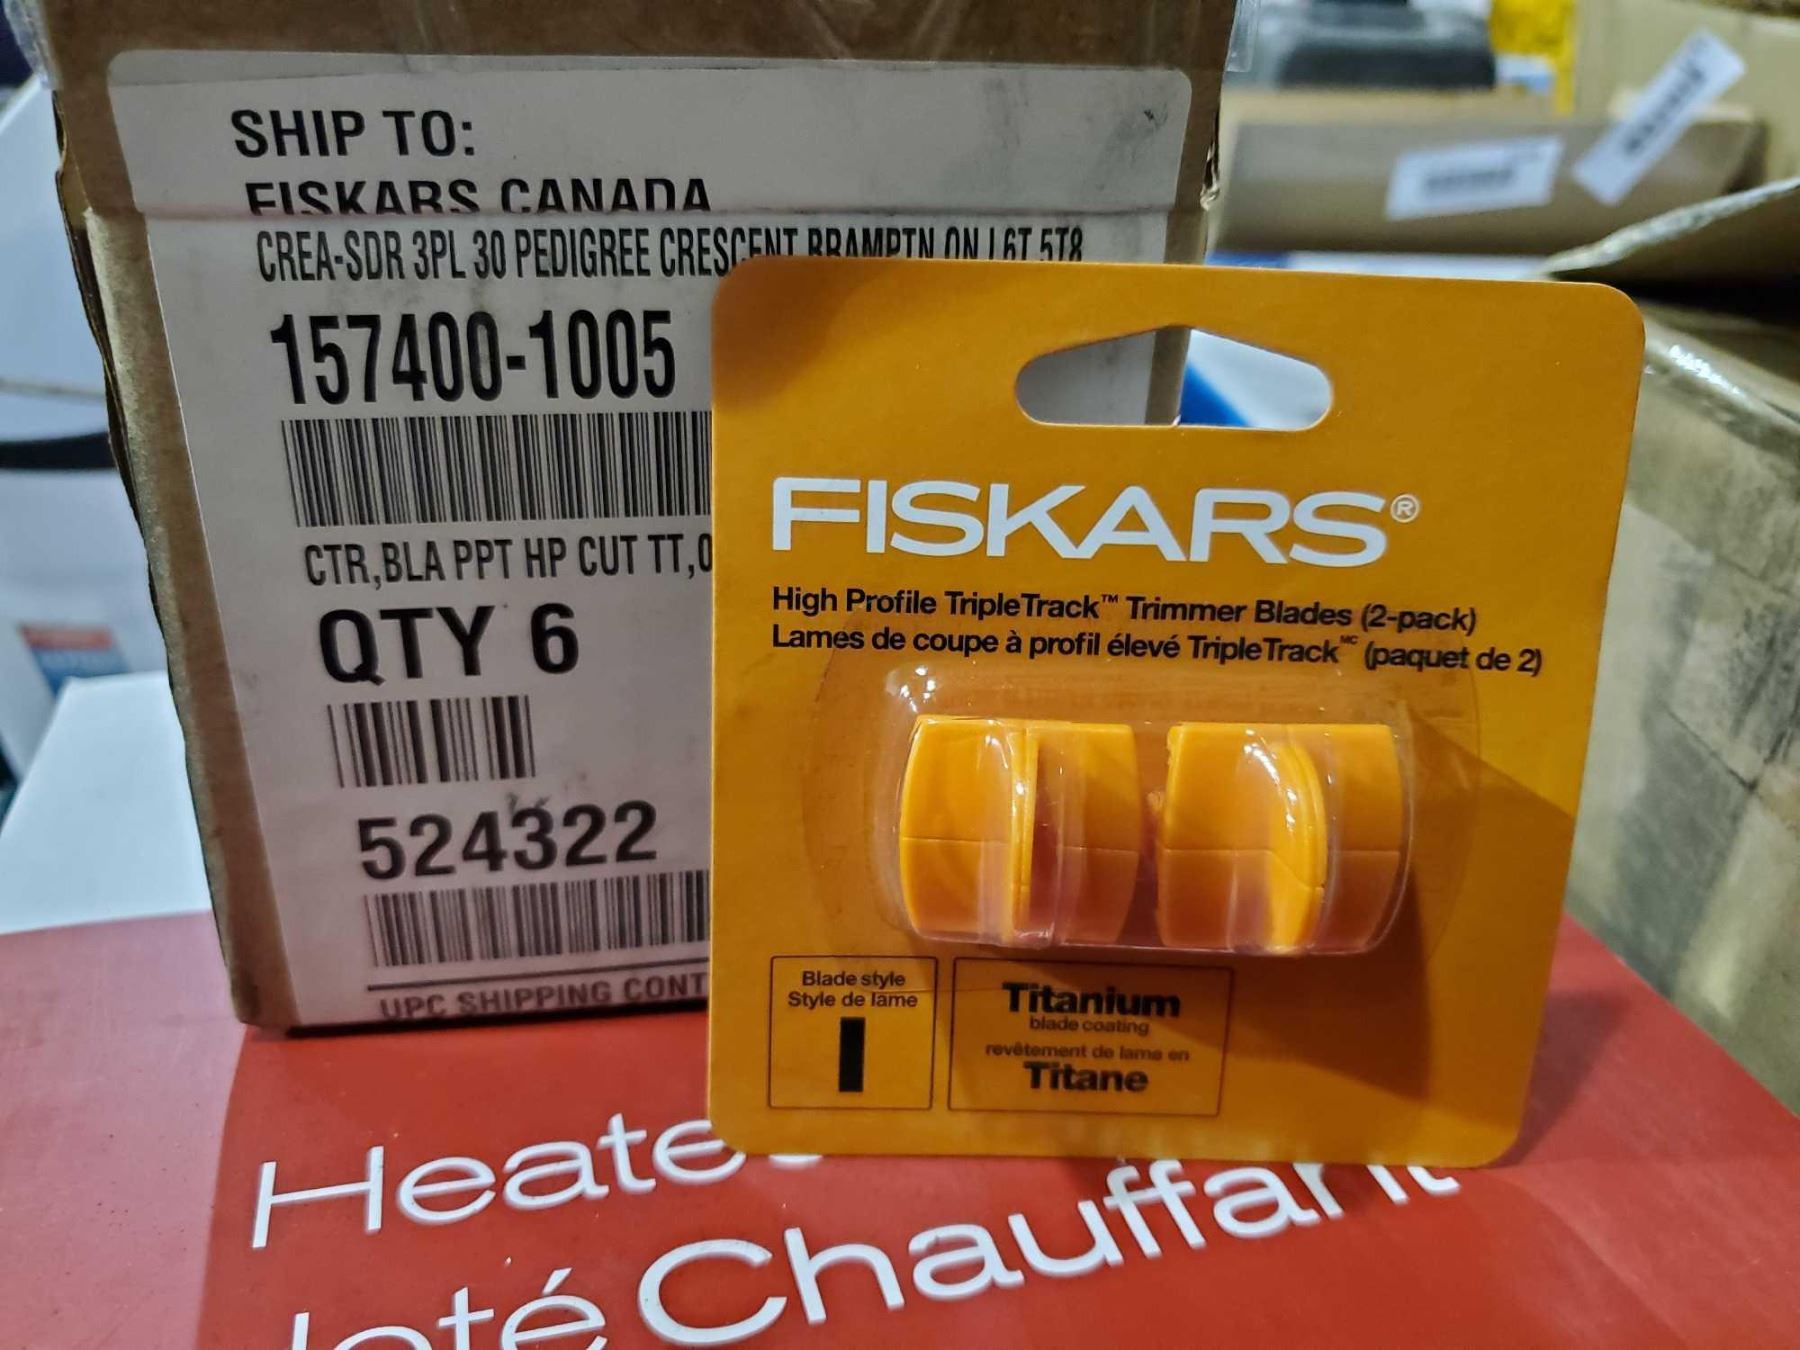 SHIP TO:
FISKARS CANADA
CREA-SDR 3PL 30 PEDIGREE CRESCENT BRAMPTN ON L6T 5T8
157400-1005
CTR,BLA PPT HP CUT TT,0
QTY 6
524322
UPC SHIPPING CONT
FISKARS®
High Profile TripleTrack™ Trimmer Blades (2-pack)
Lames de coupe à profil élevé TripleTrack MC (paquet de 2)
Blade style
Style de lame
Titanium
blade coating
revêtement de lame en
Titane
Heate
Chauffant